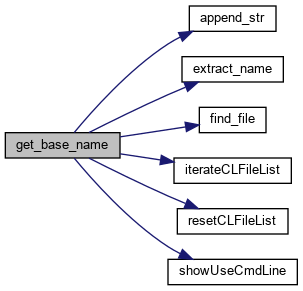 append_str
extract_name
find_file
get_base_name
iterateCLFileList
resetCLFileList
showUseCmdLine